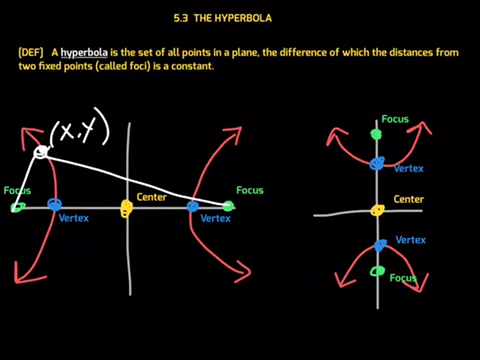 5.3 THE HYPERBOLA
(DEF) A hyperbola is the set of all points in a plane, the difference of which the distances from
two fixed points (called foci) is a constant.
(X,Y)
Focus
Vertex
Center
Vertex
Focus
Focus
Vertex
Center
Vertex
Focus